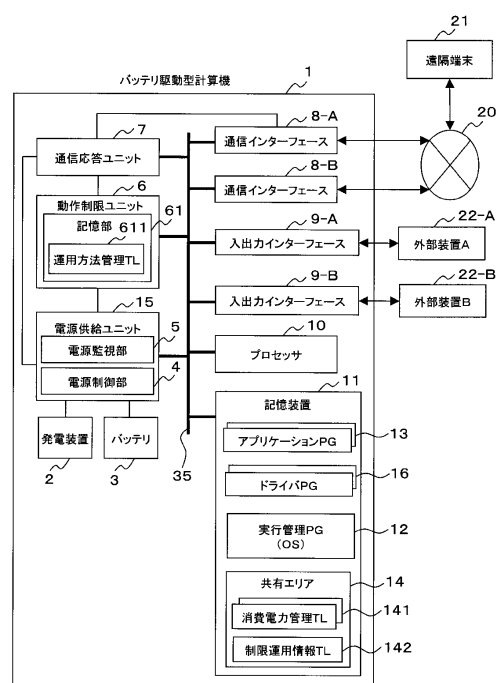 21
遠隔端末
バッテリ駆動型計算機
1
20
7
通信応答ユニット
8-A
通信インターフェース
8-B
通信インターフェース
6
動作制限ユニット
61
記憶部
611
運用方法管理TL
9-A
入出力インターフェース
22-A
外部装置A
9-B
入出力インターフェース
22-B
外部装置B
15
電源供給ユニット
5
電源監視部
4
電源制御部
10
プロセッサ
発電装置
2
バッテリ
3
35
11
記憶装置
アプリケーションPG
13
ドライバPG
16
実行管理PG
(OS)
12
共有エリア
14
消費電力管理TL
141
制限運用情報TL
142